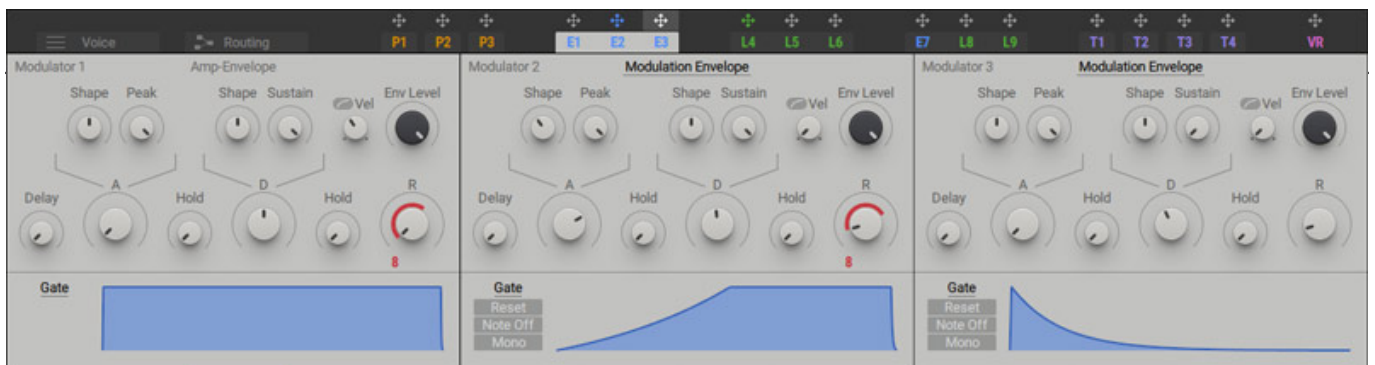 Voice Routing P1 P2 P3 E1 E2 E3 L4 L5 L6 E7 L8 L9 T1 T2 T3 T4 VR
Modulator 1 Amp-Envelope Modulator 2 Modulation Envelope Modulator 3 Modulation Envelope
Shape Peak Shape Sustain Vel Env Level Shape Peak Shape Sustain Vel Env Level Shape Peak Shape Sustain Vel Env Level
Delay A Hold D Hold R Delay A Hold D Hold R Delay A Hold D Hold R
8 8
Gate Gate Gate
Reset Reset
Note Off Note Off
Mono Mono